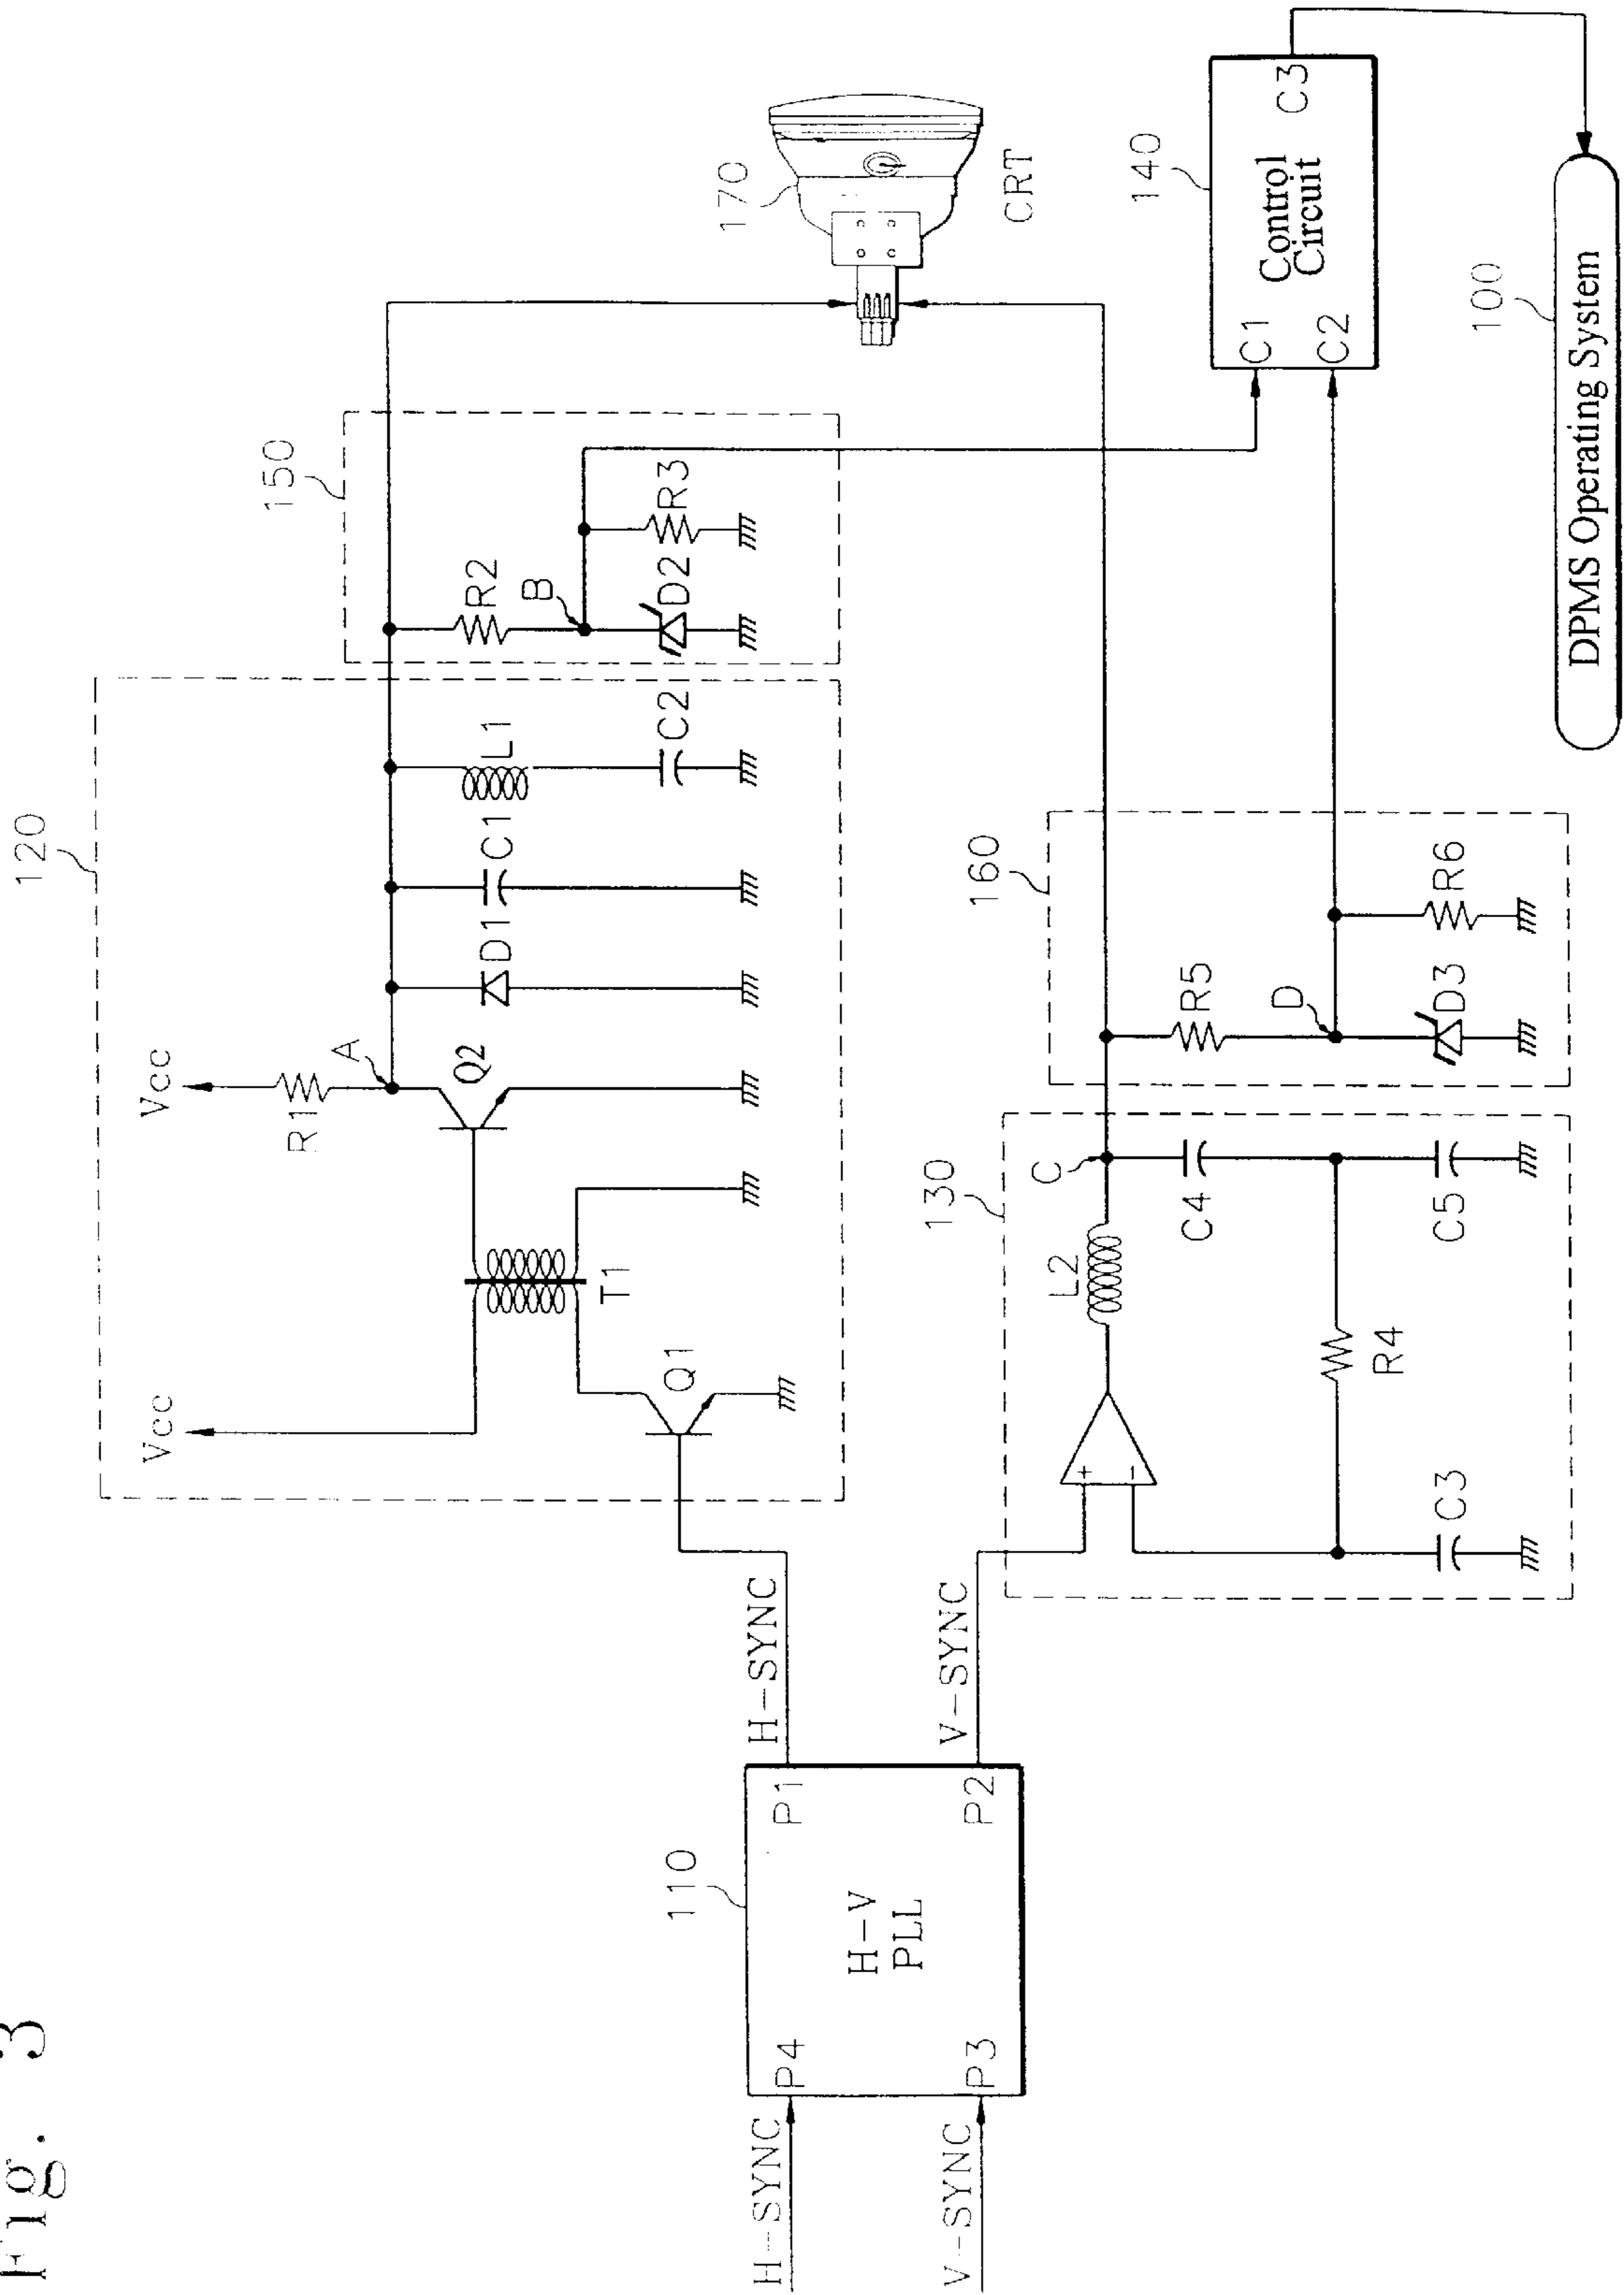 Fig. 3
H-SYNC
V-SYNC
110
P4
P1
P3
P2
H-V
PLL
H-SYNC
V-SYNC
120
Vcc
Vcc
R1
A
Q1
T1
Q2
D1
C1
L1
C2
150
R2
B
D2
R3
130
+
-
L2
C
C4
C3
R4
C5
160
R5
D
D3
R6
170
CRT
140
C1
C2
C3
Control
Circuit
100
DPMS Operating System